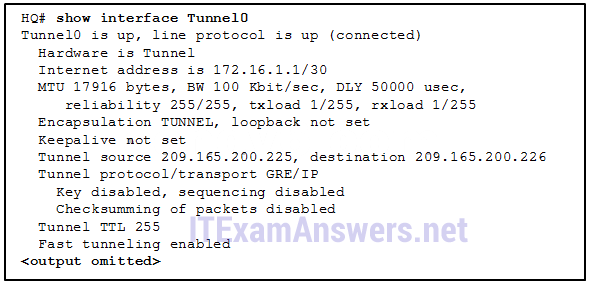 HQ# show interface Tunnel0
Tunnel0 is up, line protocol is up (connected)
Hardware is Tunnel
Internet address is 172.16.1.1/30
MTU 17916 bytes, BW 100 Kbit/sec, DLY 50000 usec,
reliability 255/255, txload 1/255, rxload 1/255
Encapsulation TUNNEL, loopback not set
Keepalive not set
Tunnel source 209.165.200.225, destination 209.165.200.226
Tunnel protocol/transport GRE/IP
Key disabled, sequencing disabled
Checksumming of packets disabled
Tunnel TTL 255
Fast tunneling enabled
<output omitted>
ITExamAnswers.net